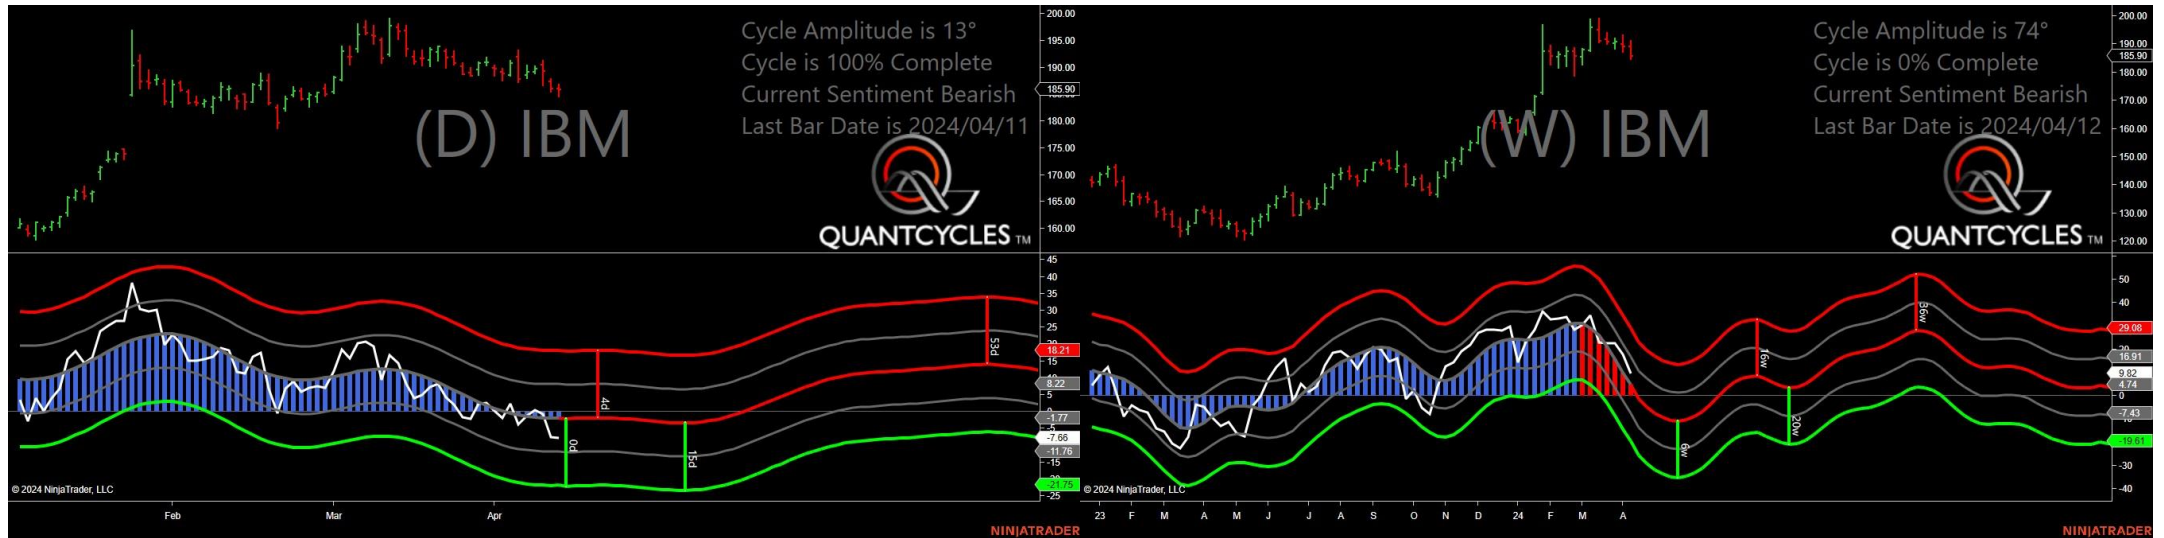 Cycle Amplitude is 13°
Cycle is 100% Complete
Current Sentiment Bearish
Last Bar Date is 2024/04/11
(D) IBM
QUANTCYCLES TM
200.00
195.00
190.00
185.90
180.00
175.00
170.00
165.00
160.00
45
40
35
30
25
18.21
15
8.22
5
-1.77
-7.66
-11.76
-15
-21.75
-25
4d
0d
15d
53d
© 2024 NinjaTrader, LLC
Feb
Mar
Apr
NINJATRADER
Cycle Amplitude is 74°
Cycle is 0% Complete
Current Sentiment Bearish
Last Bar Date is 2024/04/12
(W) IBM
QUANTCYCLES TM
200.00
190.00
185.90
180.00
170.00
160.00
150.00
140.00
130.00
120.00
50
40
29.08
16.91
9.82
4.74
0
-7.43
-19.61
-30
-40
6w
16w
20w
36w
© 2024 NinjaTrader, LLC
23 F M A M J J A S O N D 24 F M A
NINJATRADER